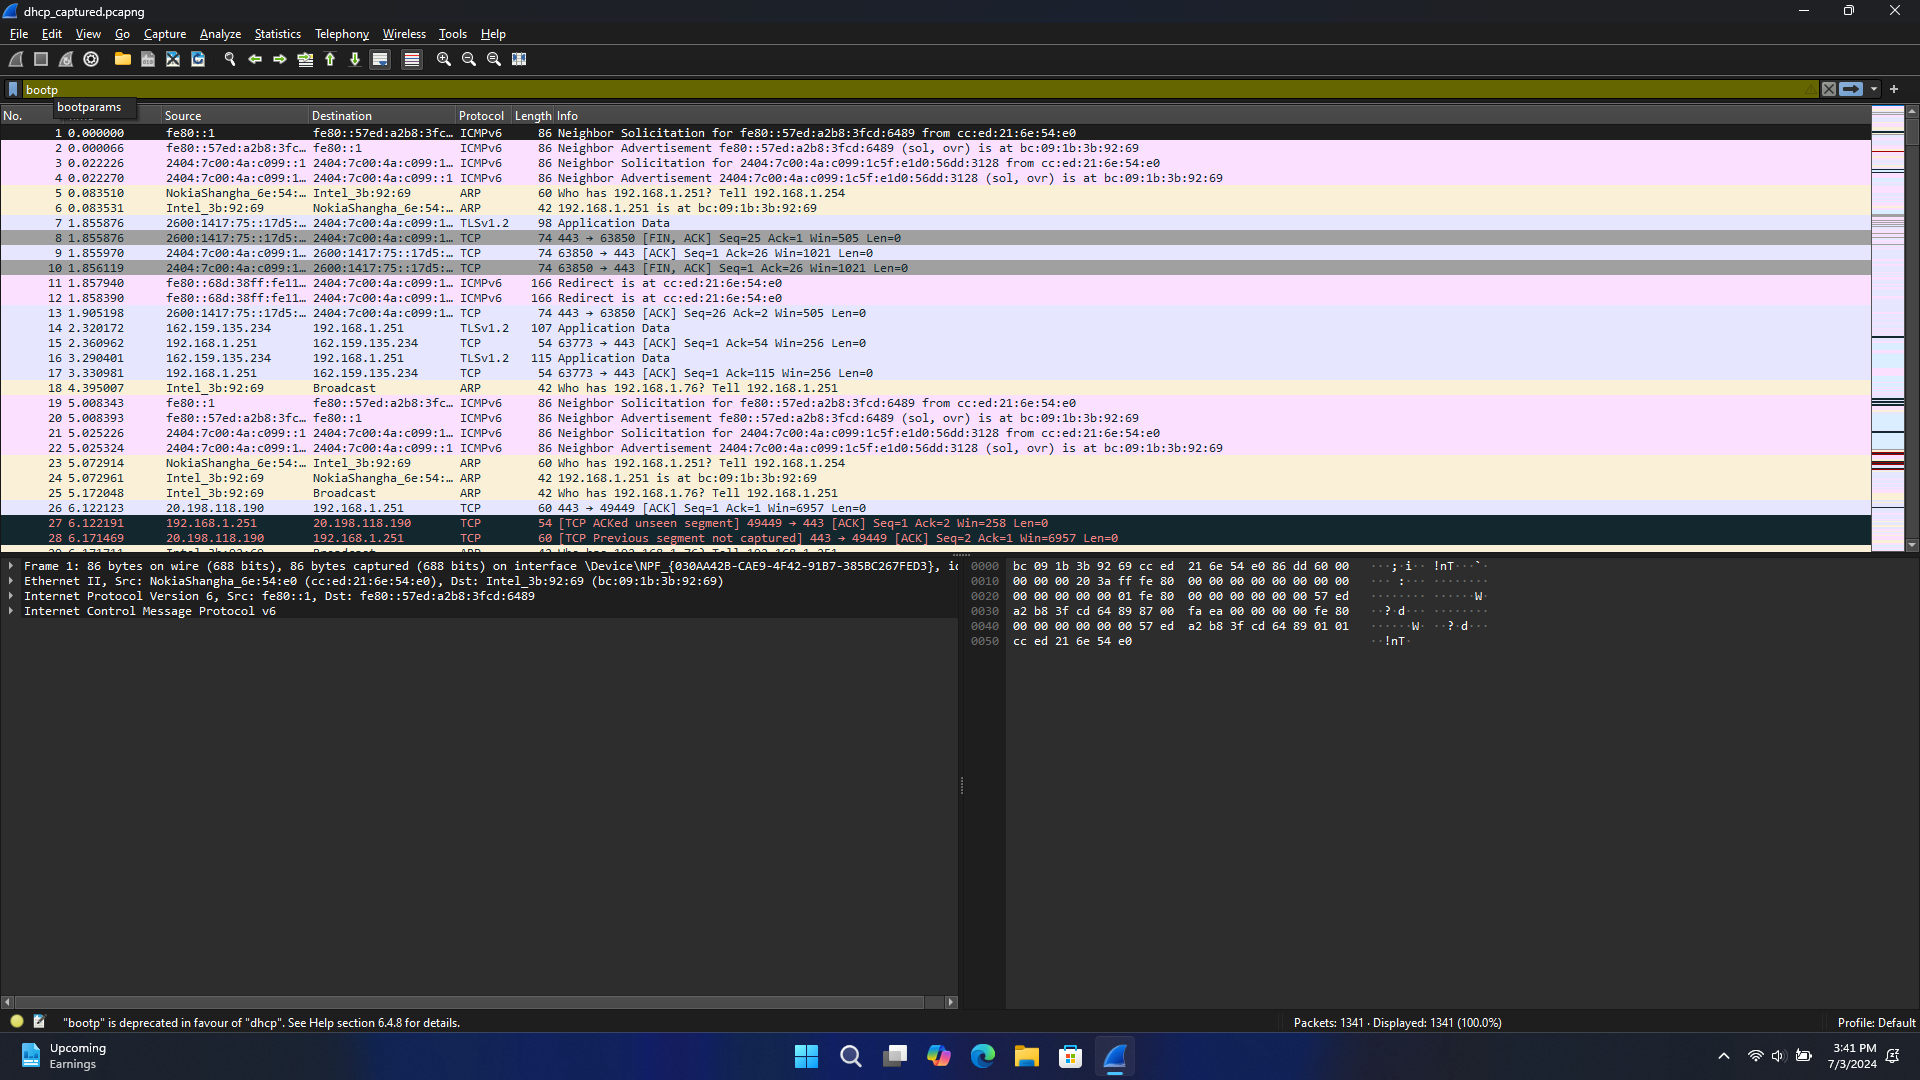 dhcp_captured.pcapng
File Edit View Go Capture Analyze Statistics Telephony Wireless Tools Help
bootp
bootparams
No. Source Destination Protocol Length Info
1 0.000000 fe80::1 fe80::57ed:a2b8:3fc… ICMPv6 86 Neighbor Solicitation for fe80::57ed:a2b8:3fcd:6489 from cc:ed:21:6e:54:e0
2 0.000066 fe80::57ed:a2b8:3fc… fe80::1 ICMPv6 86 Neighbor Advertisement fe80::57ed:a2b8:3fcd:6489 (sol, ovr) is at bc:09:1b:3b:92:69
3 0.022226 2404:7c00:4a:c099::1 2404:7c00:4a:c099:1… ICMPv6 86 Neighbor Solicitation for 2404:7c00:4a:c099:1c5f:e1d0:56dd:3128 from cc:ed:21:6e:54:e0
4 0.022270 2404:7c00:4a:c099:1… 2404:7c00:4a:c099::1 ICMPv6 86 Neighbor Advertisement 2404:7c00:4a:c099:1c5f:e1d0:56dd:3128 (sol, ovr) is at bc:09:1b:3b:92:69
5 0.083510 NokiaShangha_6e:54:… Intel_3b:92:69 ARP 60 Who has 192.168.1.251? Tell 192.168.1.254
6 0.083531 Intel_3b:92:69 NokiaShangha_6e:54:… ARP 42 192.168.1.251 is at bc:09:1b:3b:92:69
7 1.855876 2600:1417:75::17d5:… 2404:7c00:4a:c099:1… TLSv1.2 98 Application Data
8 1.855876 2600:1417:75::17d5:… 2404:7c00:4a:c099:1… TCP 74 443 → 63850 [FIN, ACK] Seq=25 Ack=1 Win=505 Len=0
9 1.855970 2404:7c00:4a:c099:1… 2600:1417:75::17d5:… TCP 74 63850 → 443 [ACK] Seq=1 Ack=26 Win=1021 Len=0
10 1.856119 2404:7c00:4a:c099:1… 2600:1417:75::17d5:… TCP 74 63850 → 443 [FIN, ACK] Seq=1 Ack=26 Win=1021 Len=0
11 1.857940 fe80::68d:38ff:fe11… 2404:7c00:4a:c099:1… ICMPv6 166 Redirect is at cc:ed:21:6e:54:e0
12 1.858390 fe80::68d:38ff:fe11… 2404:7c00:4a:c099:1… ICMPv6 166 Redirect is at cc:ed:21:6e:54:e0
13 1.905198 2600:1417:75::17d5:… 2404:7c00:4a:c099:1… TCP 74 443 → 63850 [ACK] Seq=26 Ack=2 Win=505 Len=0
14 2.320172 162.159.135.234 192.168.1.251 TLSv1.2 107 Application Data
15 2.360962 192.168.1.251 162.159.135.234 TCP 54 63773 → 443 [ACK] Seq=1 Ack=54 Win=256 Len=0
16 3.290401 162.159.135.234 192.168.1.251 TLSv1.2 115 Application Data
17 3.330981 192.168.1.251 162.159.135.234 TCP 54 63773 → 443 [ACK] Seq=1 Ack=115 Win=256 Len=0
18 4.395007 Intel_3b:92:69 Broadcast ARP 42 Who has 192.168.1.76? Tell 192.168.1.251
19 5.008343 fe80::1 fe80::57ed:a2b8:3fc… ICMPv6 86 Neighbor Solicitation for fe80::57ed:a2b8:3fcd:6489 from cc:ed:21:6e:54:e0
20 5.008393 fe80::57ed:a2b8:3fc… fe80::1 ICMPv6 86 Neighbor Advertisement fe80::57ed:a2b8:3fcd:6489 (sol, ovr) is at bc:09:1b:3b:92:69
21 5.025226 2404:7c00:4a:c099::1 2404:7c00:4a:c099:1… ICMPv6 86 Neighbor Solicitation for 2404:7c00:4a:c099:1c5f:e1d0:56dd:3128 from cc:ed:21:6e:54:e0
22 5.025324 2404:7c00:4a:c099:1… 2404:7c00:4a:c099::1 ICMPv6 86 Neighbor Advertisement 2404:7c00:4a:c099:1c5f:e1d0:56dd:3128 (sol, ovr) is at bc:09:1b:3b:92:69
23 5.072914 NokiaShangha_6e:54:… Intel_3b:92:69 ARP 60 Who has 192.168.1.251? Tell 192.168.1.254
24 5.072961 Intel_3b:92:69 NokiaShangha_6e:54:… ARP 42 192.168.1.251 is at bc:09:1b:3b:92:69
25 5.172048 Intel_3b:92:69 Broadcast ARP 42 Who has 192.168.1.76? Tell 192.168.1.251
26 6.122123 20.198.118.190 192.168.1.251 TCP 60 443 → 49449 [ACK] Seq=1 Ack=1 Win=6957 Len=0
27 6.122191 192.168.1.251 20.198.118.190 TCP 54 [TCP ACKed unseen segment] 49449 → 443 [ACK] Seq=1 Ack=2 Win=258 Len=0
28 6.171469 20.198.118.190 192.168.1.251 TCP 60 [TCP Previous segment not captured] 443 → 49449 [ACK] Seq=2 Ack=1 Win=6957 Len=0
29 6.171711 Intel_3b:92:69 Broadcast ARP 42 Who has 192.168.1.76? Tell 192.168.1.251
Frame 1: 86 bytes on wire (688 bits), 86 bytes captured (688 bits) on interface \Device\NPF_{030AA42B-CAE9-4F42-91B7-385BC267FED3}, id
Ethernet II, Src: NokiaShangha_6e:54:e0 (cc:ed:21:6e:54:e0), Dst: Intel_3b:92:69 (bc:09:1b:3b:92:69)
Internet Protocol Version 6, Src: fe80::1, Dst: fe80::57ed:a2b8:3fcd:6489
Internet Control Message Protocol v6
0000 bc 09 1b 3b 92 69 cc ed 21 6e 54 e0 86 dd 60 00 ···;·i·· !nT···`·
0010 00 00 00 20 3a ff fe 80 00 00 00 00 00 00 00 00 ··· :··· ········
0020 00 00 00 00 00 01 fe 80 00 00 00 00 00 00 57 ed ········ ······W·
0030 a2 b8 3f cd 64 89 87 00 fa ea 00 00 00 00 fe 80 ··?·d··· ········
0040 00 00 00 00 00 00 57 ed a2 b8 3f cd 64 89 01 01 ······W· ··?·d···
0050 cc ed 21 6e 54 e0 ··!nT·
"bootp" is deprecated in favour of "dhcp". See Help section 6.4.8 for details.
Packets: 1341 · Displayed: 1341 (100.0%)
Profile: Default
Upcoming
Earnings
3:41 PM
7/3/2024